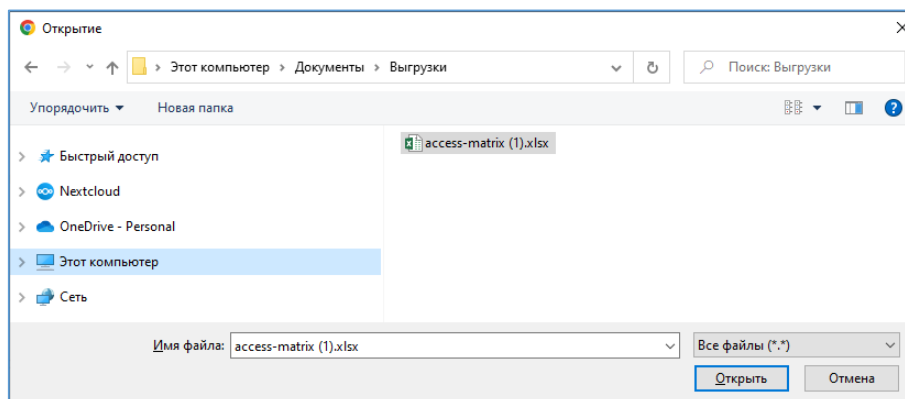 Открытие
Этот компьютер > Документы > Выгрузки
Поиск: Выгрузки
Упорядочить
Новая папка
?
Быстрый доступ
access-matrix (1).xlsx
Nextcloud
OneDrive - Personal
Этот компьютер
Сеть
Имя файла: access-matrix (1).xlsx
Все файлы (*.*)
Открыть
Отмена